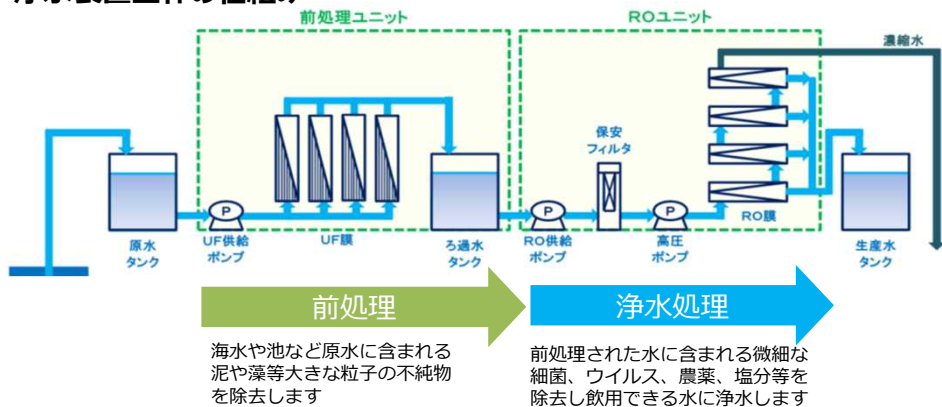 前処理ユニット
ROユニット
濃縮水
保安
フィルタ
P
P
P
RO膜
原水
タンク
UF供給
ポンプ
UF膜
ろ過水
タンク
RO供給
ポンプ
高圧
ポンプ
生産水
タンク
前処理
浄水処理
海水や池など原水に含まれる
泥や藻等大きな粒子の不純物
を除去します
前処理された水に含まれる微細な
細菌、ウイルス、農薬、塩分等を
除去し飲用できる水に浄水します